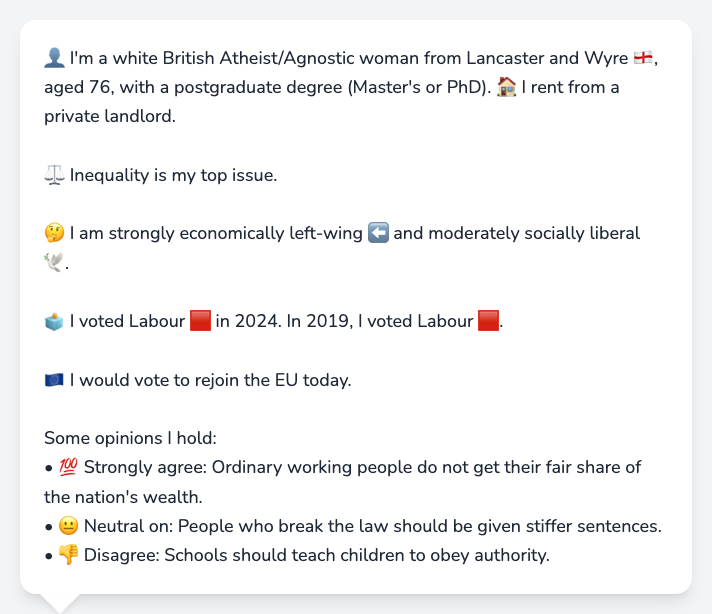 👤 I'm a white British Atheist/Agnostic woman from Lancaster and Wyre 🏴󠁧󠁢󠁥󠁮󠁧󠁿,
aged 76, with a postgraduate degree (Master's or PhD). 🏠 I rent from a
private landlord.
⚖️ Inequality is my top issue.
🤔 I am strongly economically left-wing ⬅️ and moderately socially liberal
🕊️.
🗳️ I voted Labour 🟥 in 2024. In 2019, I voted Labour 🟥.
🇪🇺 I would vote to rejoin the EU today.
Some opinions I hold:
• 💯 Strongly agree: Ordinary working people do not get their fair share of
the nation's wealth.
• 😐 Neutral on: People who break the law should be given stiffer sentences.
• 👎 Disagree: Schools should teach children to obey authority.